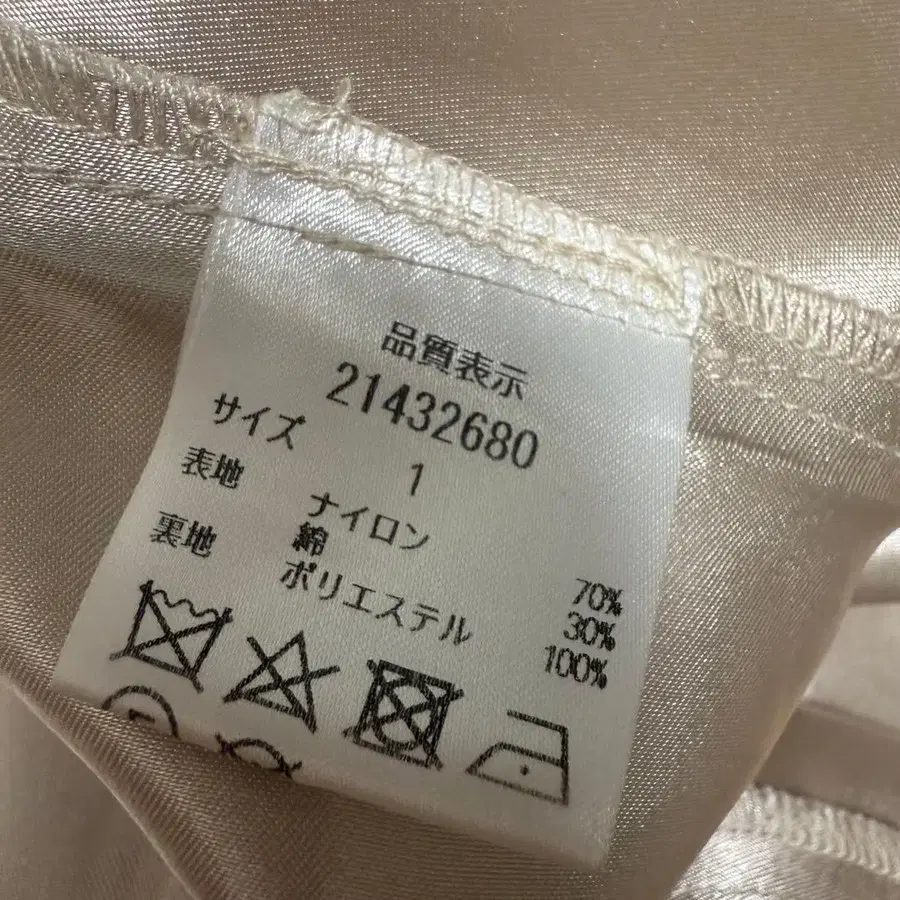 品質表示
21432680
サイズ 1
表地 ナイロン 70%
綿 30%
裏地 ポリエステル 100%